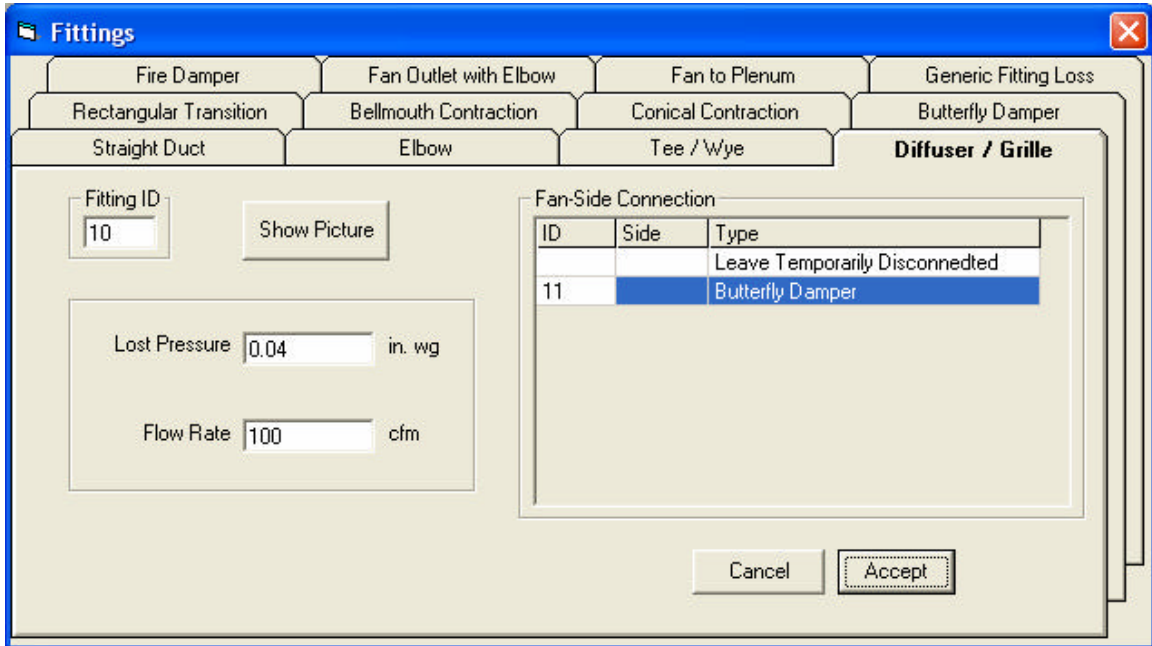 Fittings
Fire Damper Fan Outlet with Elbow Fan to Plenum Generic Fitting Loss
Rectangular Transition Bellmouth Contraction Conical Contraction Butterfly Damper
Straight Duct Elbow Tee / Wye Diffuser / Grille
Fitting ID
10
Show Picture
Lost Pressure 0.04 in. wg
Flow Rate 100 cfm
Fan-Side Connection
ID Side Type
Leave Temporarily Disconnedted
11 Butterfly Damper
Cancel Accept